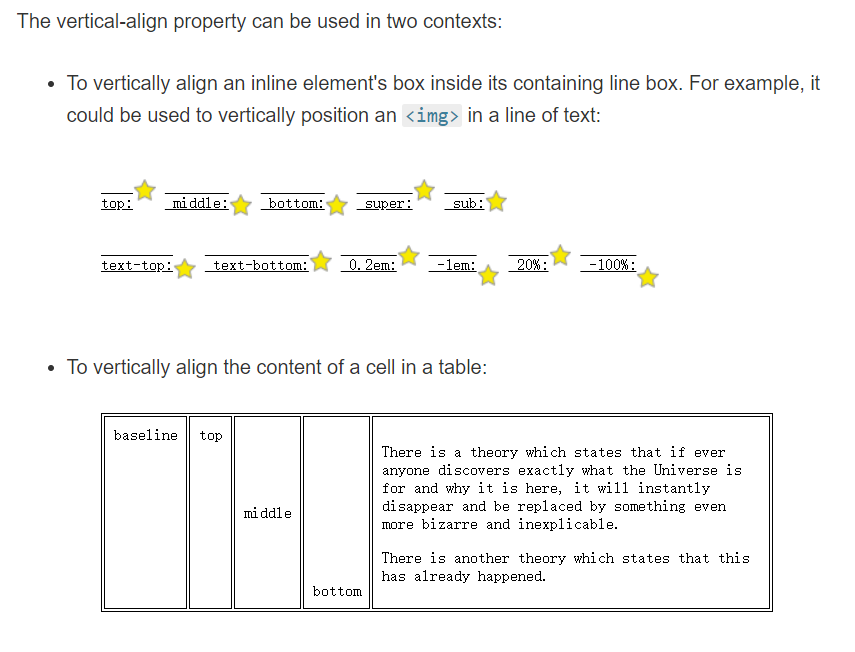 The vertical-align property can be used in two contexts:
• To vertically align an inline element's box inside its containing line box. For example, it
could be used to vertically position an <img> in a line of text:
top: middle: bottom: super: sub:
text-top: text-bottom: 0.2em: -1em: 20%: -100%:
• To vertically align the content of a cell in a table:
baseline top
middle
bottom
There is a theory which states that if ever
anyone discovers exactly what the Universe is
for and why it is here, it will instantly
disappear and be replaced by something even
more bizarre and inexplicable.
There is another theory which states that this
has already happened.